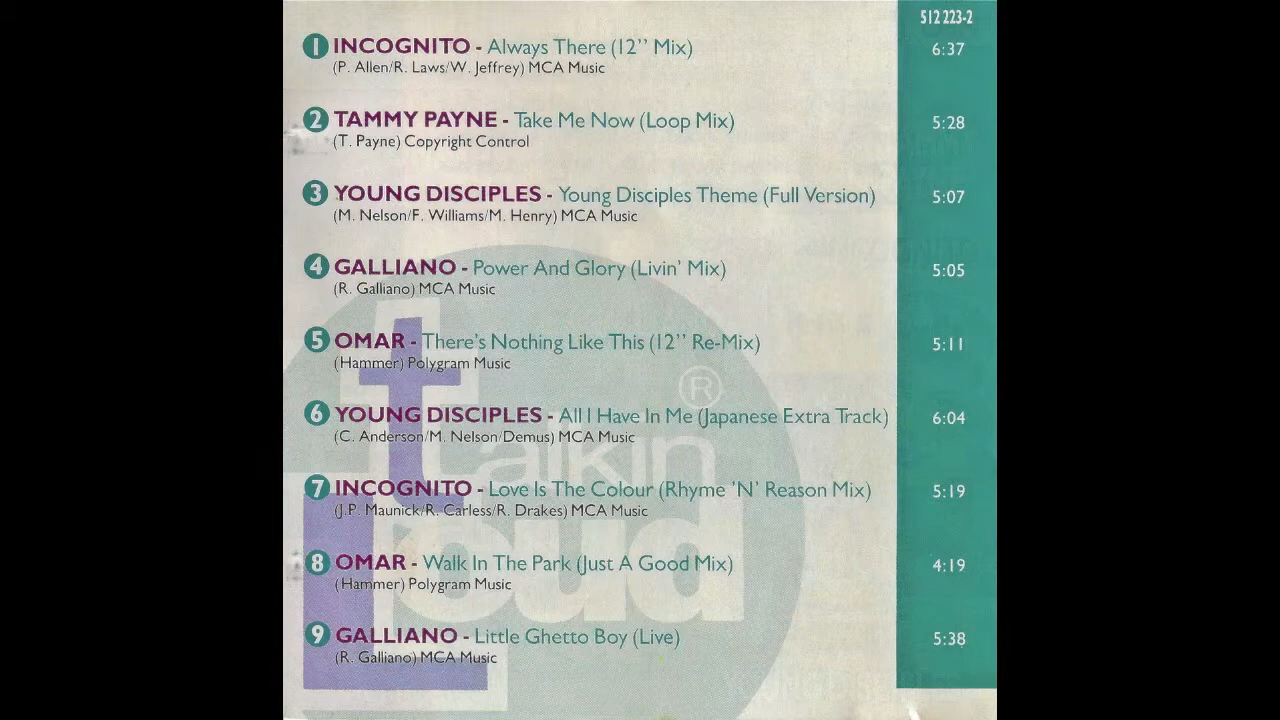 512 223-2
1 INCOGNITO - Always There (12’’ Mix) 6:37
(P. Allen/R. Laws/W. Jeffrey) MCA Music
2 TAMMY PAYNE - Take Me Now (Loop Mix) 5:28
(T. Payne) Copyright Control
3 YOUNG DISCIPLES - Young Disciples Theme (Full Version) 5:07
(M. Nelson/F. Williams/M. Henry) MCA Music
4 GALLIANO - Power And Glory (Livin’ Mix) 5:05
(R. Galliano) MCA Music
5 OMAR - There’s Nothing Like This (12’’ Re-Mix) 5:11
(Hammer) Polygram Music
6 YOUNG DISCIPLES - All I Have In Me (Japanese Extra Track) 6:04
(C. Anderson/M. Nelson/Demus) MCA Music
7 INCOGNITO - Love Is The Colour (Rhyme ’N’ Reason Mix) 5:19
(J.P. Maunick/R. Carless/R. Drakes) MCA Music
8 OMAR - Walk In The Park (Just A Good Mix) 4:19
(Hammer) Polygram Music
9 GALLIANO - Little Ghetto Boy (Live) 5:38
(R. Galliano) MCA Music
talkin ®
Loud